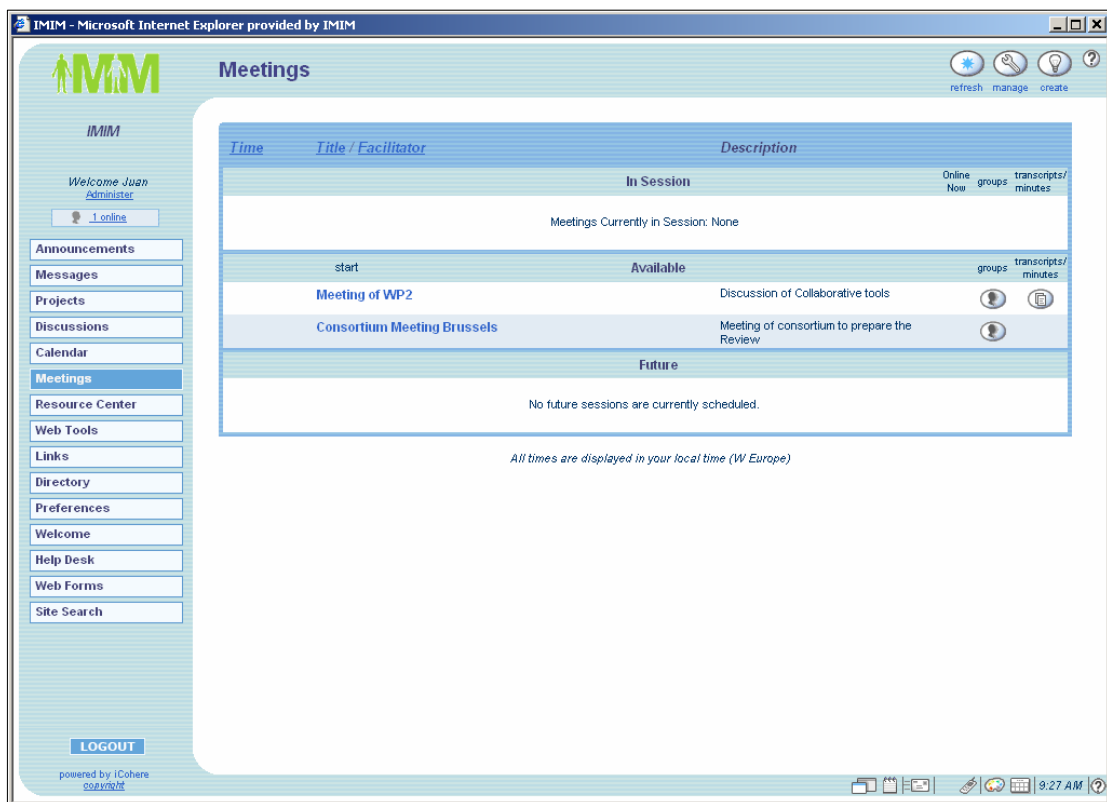 IMIM - Microsoft Internet Explorer provided by IMIM
IMIM
Meetings
refresh manage create
?
IMIM
Welcome Juan
Administer
1 online
Announcements
Messages
Projects
Discussions
Calendar
Meetings
Resource Center
Web Tools
Links
Directory
Preferences
Welcome
Help Desk
Web Forms
Site Search
LOGOUT
powered by iCohere
copyright
Time Title / Facilitator Description
In Session Online Now groups transcripts/ minutes
Meetings Currently in Session: None
start Available groups transcripts/ minutes
Meeting of WP2 Discussion of Collaborative tools
Consortium Meeting Brussels Meeting of consortium to prepare the
Review
Future
No future sessions are currently scheduled.
All times are displayed in your local time (W Europe)
9:27 AM ?